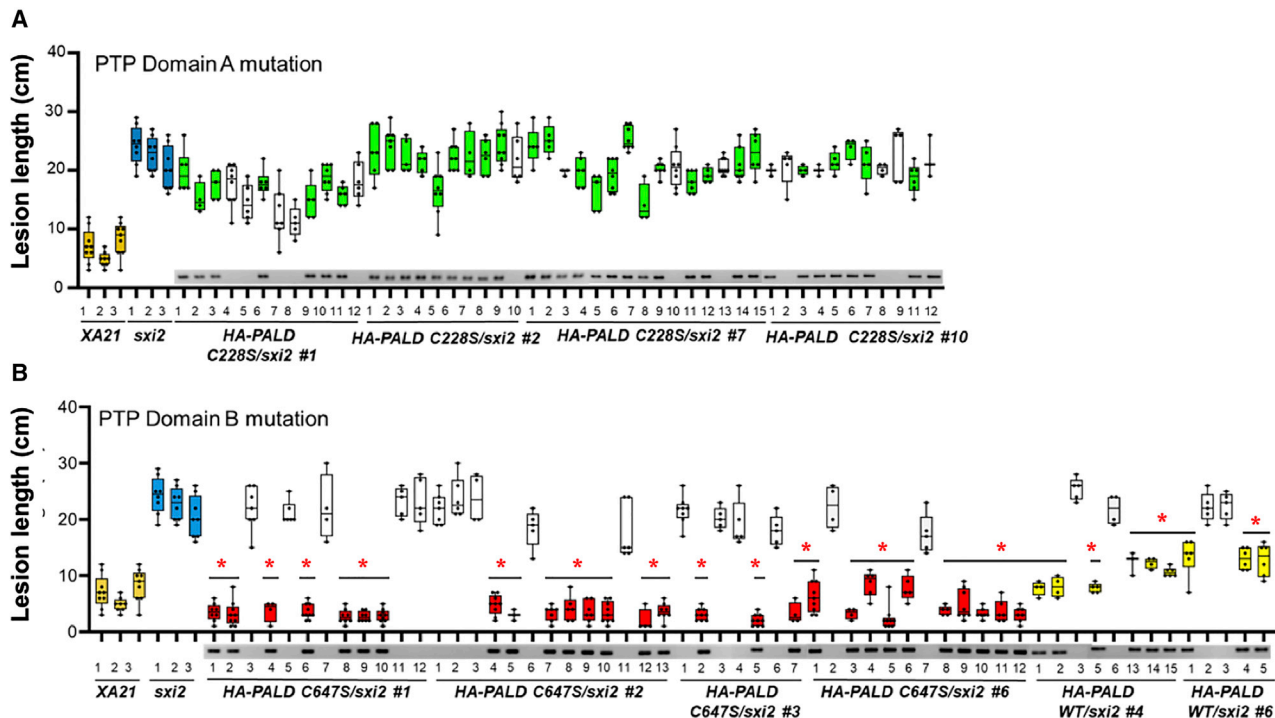 A
PTP Domain A mutation
Lesion length (cm)
40
30
20
10
0
1 2 3 1 2 3 1 2 3 4 5 6 7 8 9 10 11 12 1 2 3 4 5 6 7 8 9 10 1 2 3 4 5 6 7 8 9 10 11 12 13 14 15 1 2 3 4 5 6 7 8 9 11 12
XA21 sxi2 HA-PALD C228S/sxi2 #2 HA-PALD C228S/sxi2 #7 HA-PALD C228S/sxi2 #10
HA-PALD
C228S/sxi2 #1
B
PTP Domain B mutation
Lesion length (cm)
40
30
20
10
0
* * * * * * * * * * * * * * *
1 2 3 1 2 3 1 2 3 4 5 6 7 8 9 10 11 12 1 2 3 4 5 6 7 8 9 10 11 12 13 1 2 3 4 5 6 7 1 2 3 4 5 6 7 8 9 10 11 12 1 2 3 5 6 13 14 15 1 2 3 4 5
XA21 sxi2 HA-PALD C647S/sxi2 #1 HA-PALD C647S/sxi2 #2 HA-PALD C647S/sxi2 #6
HA-PALD
C647S/sxi2 #3
HA-PALD
WT/sxi2 #4
HA-PALD
WT/sxi2 #6